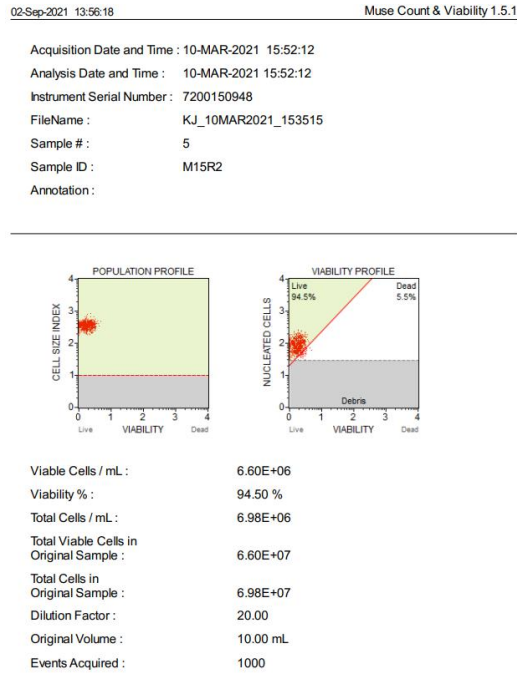 02-Sep-2021 13:56:18 Muse Count & Viability 1.5.1
Acquisition Date and Time : 10-MAR-2021 15:52:12
Analysis Date and Time : 10-MAR-2021 15:52:12
Instrument Serial Number : 7200150948
FileName : KJ_10MAR2021_153515
Sample # : 5
Sample ID : M15R2
Annotation :
POPULATION PROFILE
CELL SIZE INDEX
4
3
2
1
0
0 1 2 3 4
Live VIABILITY Dead
VIABILITY PROFILE
NUCLEATED CELLS
4
3
2
1
0
Live Dead
94.5% 5.5%
Debris
0 1 2 3 4
Live VIABILITY Dead
Viable Cells / mL : 6.60E+06
Viability % : 94.50 %
Total Cells / mL : 6.98E+06
Total Viable Cells in
Original Sample : 6.60E+07
Total Cells in
Original Sample : 6.98E+07
Dilution Factor : 20.00
Original Volume : 10.00 mL
Events Acquired : 1000